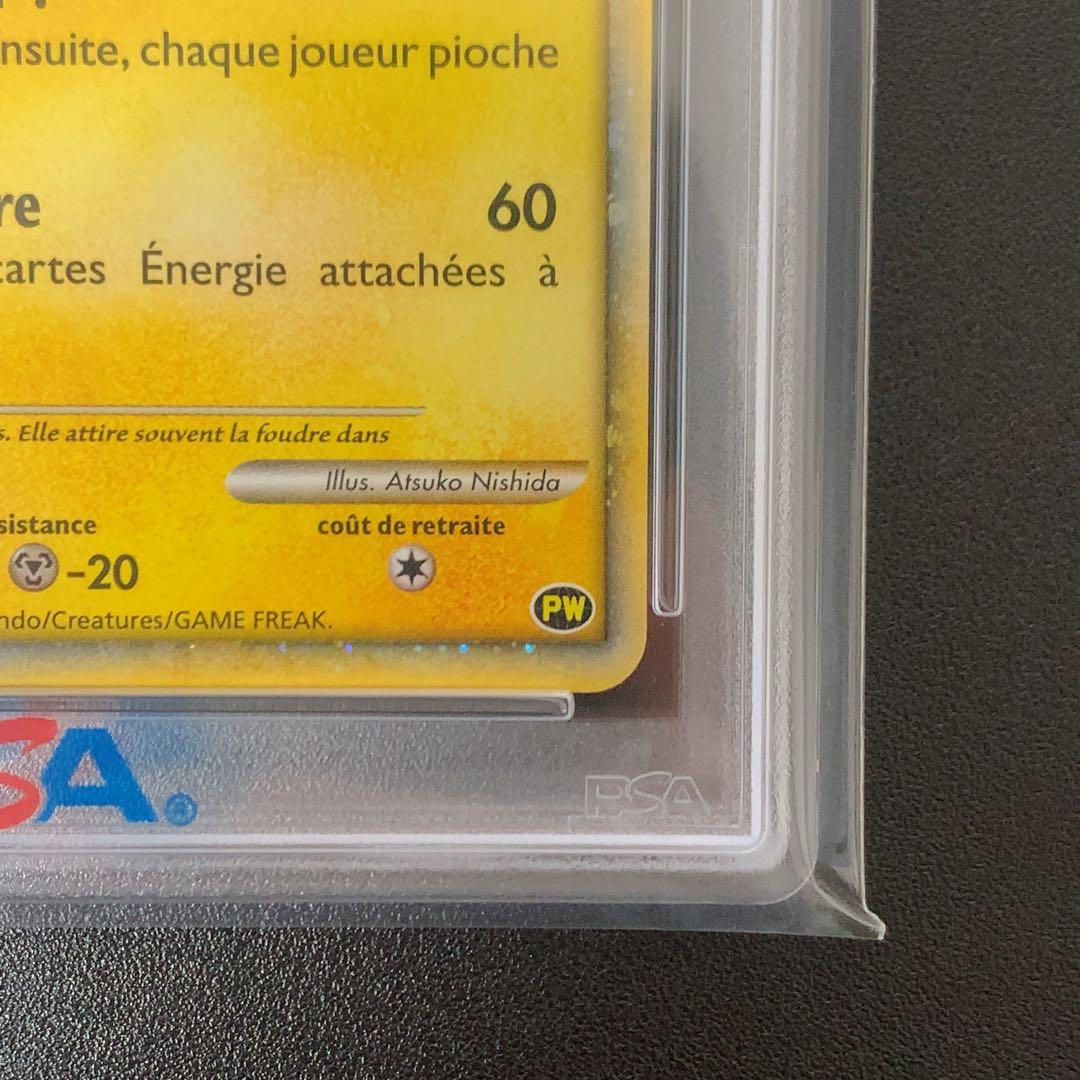 nsuite, chaque joueur pioche
re 60
cartes Énergie attachées à
s. Elle attire souvent la foudre dans
Illus. Atsuko Nishida
sistance coût de retraite
-20
ndo/Creatures/GAME FREAK.
PW
SA®
PSA